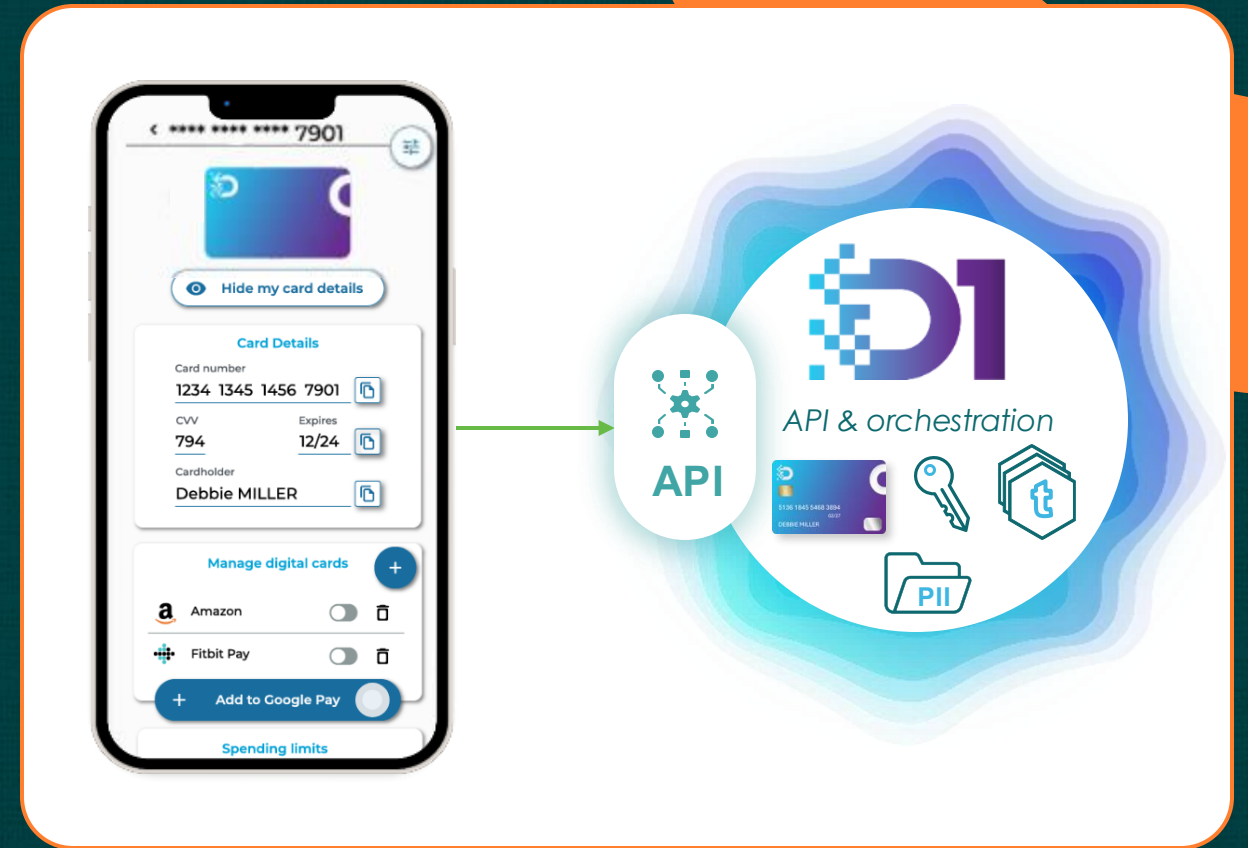 **** **** **** 7901
Hide my card details
Card Details
Card number
1234 1345 1456 7901
CVV Expires
794 12/24
Cardholder
Debbie MILLER
Manage digital cards
+
a Amazon
Fitbit Pay
+ Add to Google Pay
Spending limits
API
D1
API & orchestration
D
5136 1845 5468 3894
02/27
DEBBIE MILLER
t
PII